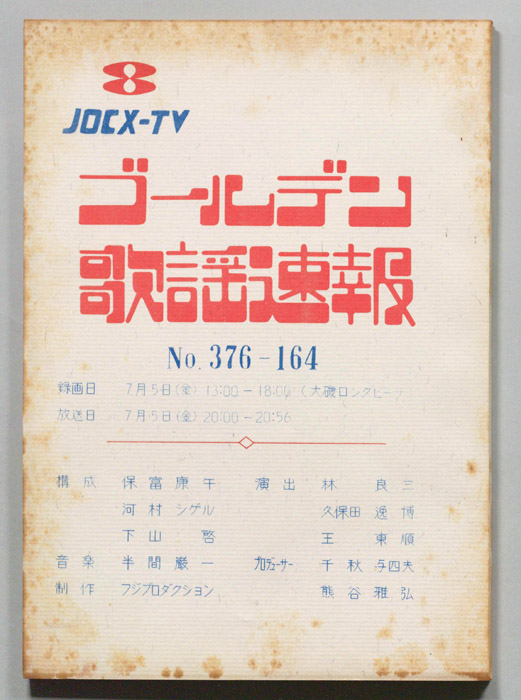 JOCX-TV
ゴールデン
歌謡速報
No. 376-164
録画日 7月5日(金) 13:00-18:00 (大磯ロングビーチ
放送日 7月5日(金) 20:00-20:56
構成 保富康午 演出 林良三
河村シゲル 久保田逸博
下山啓 王東順
音楽 半間巌一 プロデューサー 千秋与四夫
制作 フジプロダクション 熊谷雅弘